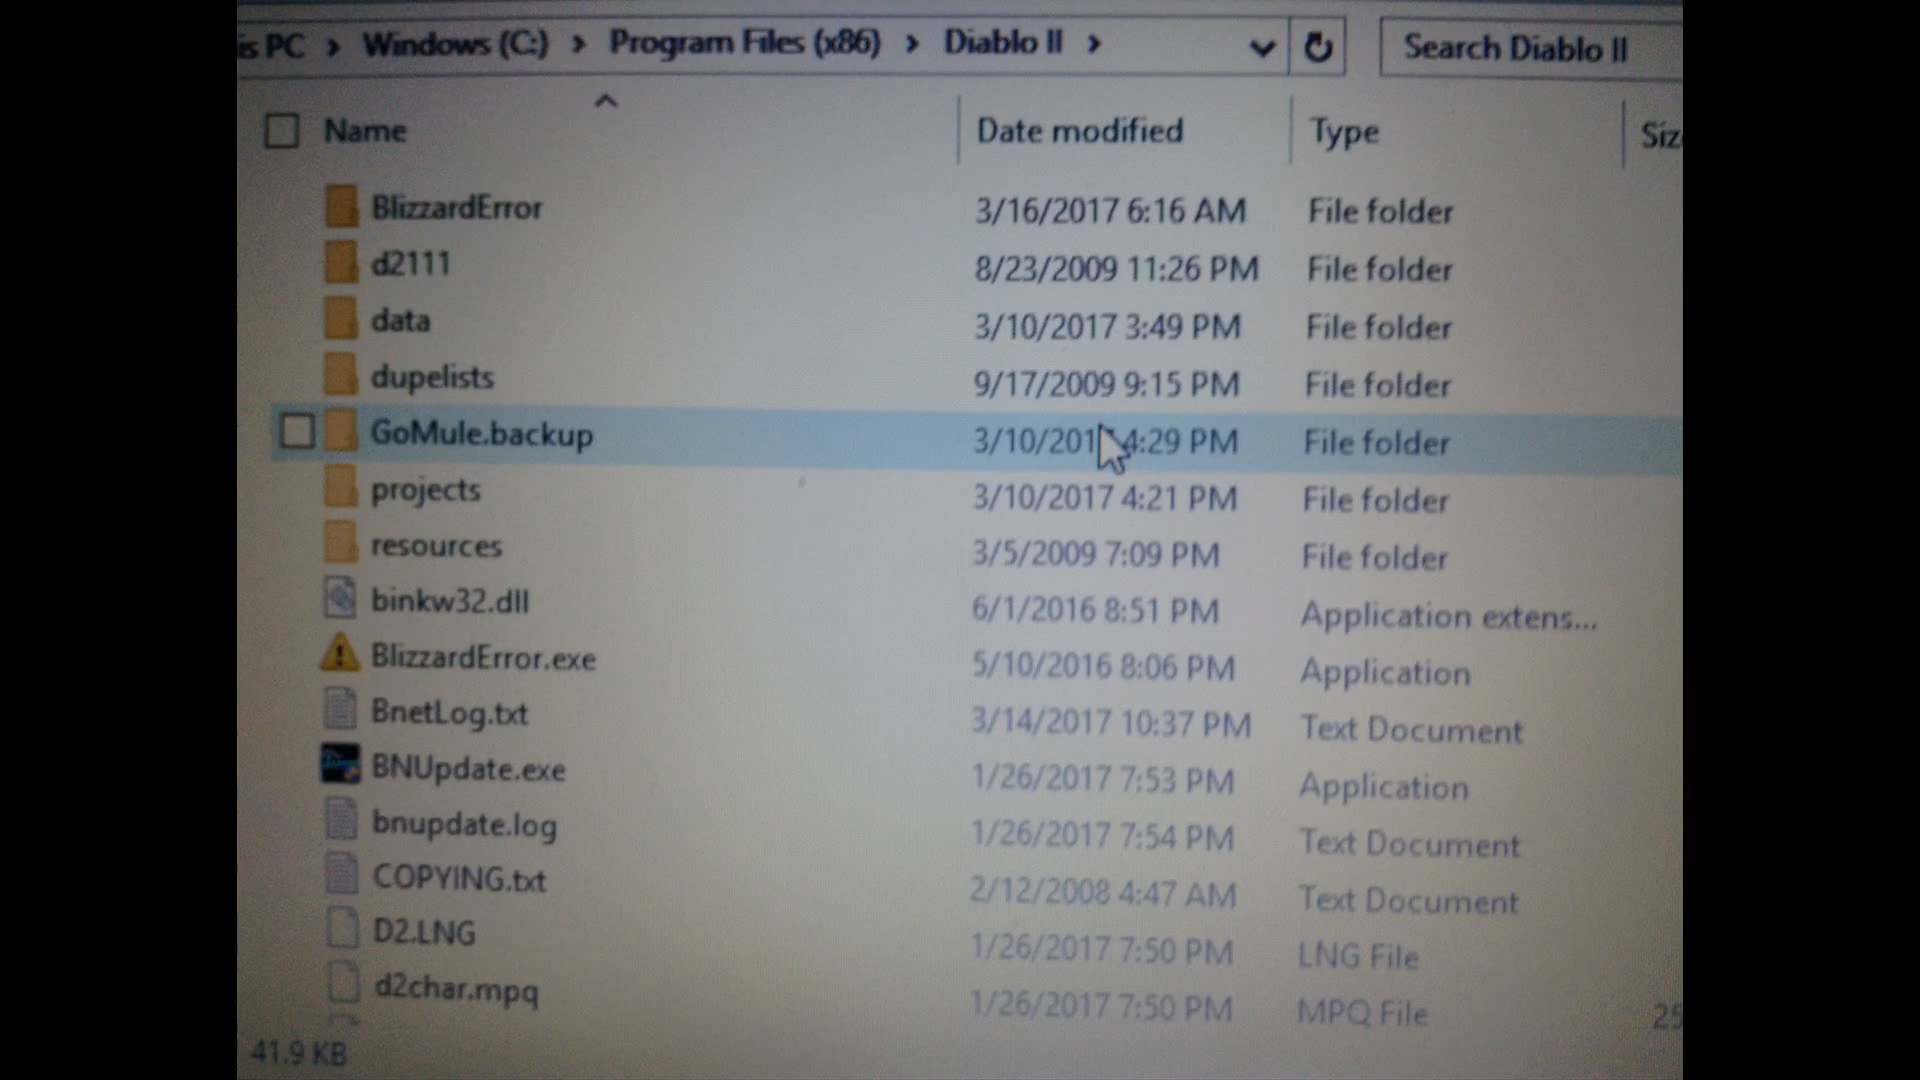 is PC > Windows (C:) > Program Files (x86) > Diablo II > Search Diablo II
Name Date modified Type Siz
BlizzardError 3/16/2017 6:16 AM File folder
d2111 8/23/2009 11:26 PM File folder
data 3/10/2017 3:49 PM File folder
dupelists 9/17/2009 9:15 PM File folder
GoMule.backup 3/10/201 4:29 PM File folder
projects 3/10/2017 4:21 PM File folder
resources 3/5/2009 7:09 PM File folder
binkw32.dll 6/1/2016 8:51 PM Application extens...
BlizzardError.exe 5/10/2016 8:06 PM Application
BnetLog.txt 3/14/2017 10:37 PM Text Document
BNUpdate.exe 1/26/2017 7:53 PM Application
bnupdate.log 1/26/2017 7:54 PM Text Document
COPYING.txt 2/12/2008 4:47 AM Text Document
D2.LNG 1/26/2017 7:50 PM LNG File
d2char.mpq 1/26/2017 7:50 PM MPQ File 25
41.9 KB